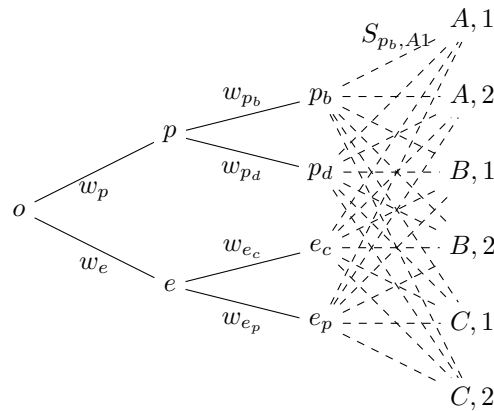 $S_{p_b,A1}$
$A, 1$
$w_{p_b}$
$p_b$
$A, 2$
$p$
$w_p$
$w_{p_d}$
$p_d$
$B, 1$
$o$
$w_e$
$w_{e_c}$
$e_c$
$B, 2$
$e$
$w_{e_p}$
$e_p$
$C, 1$
$C, 2$